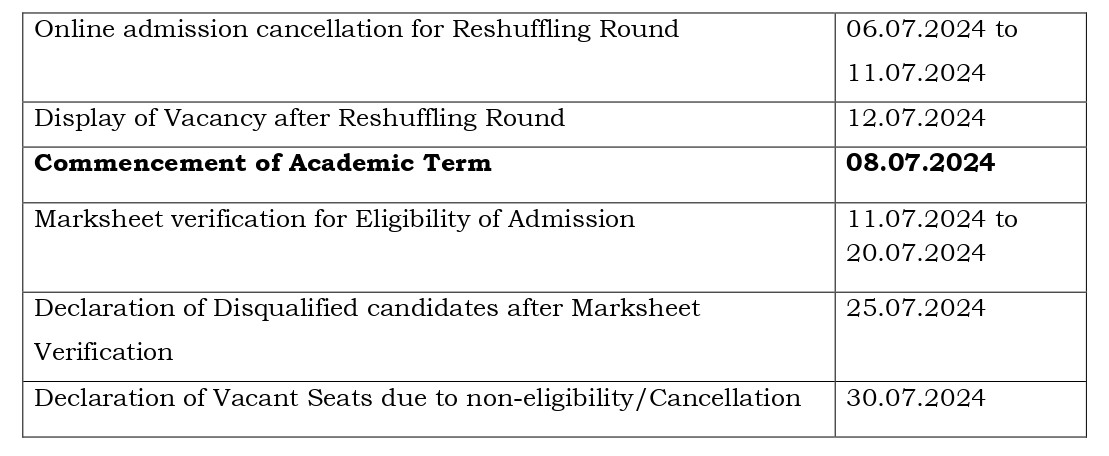 Online admission cancellation for Reshuffling Round 06.07.2024 to
11.07.2024
Display of Vacancy after Reshuffling Round 12.07.2024
Commencement of Academic Term 08.07.2024
Marksheet verification for Eligibility of Admission 11.07.2024 to
20.07.2024
Declaration of Disqualified candidates after Marksheet 25.07.2024
Verification
Declaration of Vacant Seats due to non-eligibility/Cancellation 30.07.2024